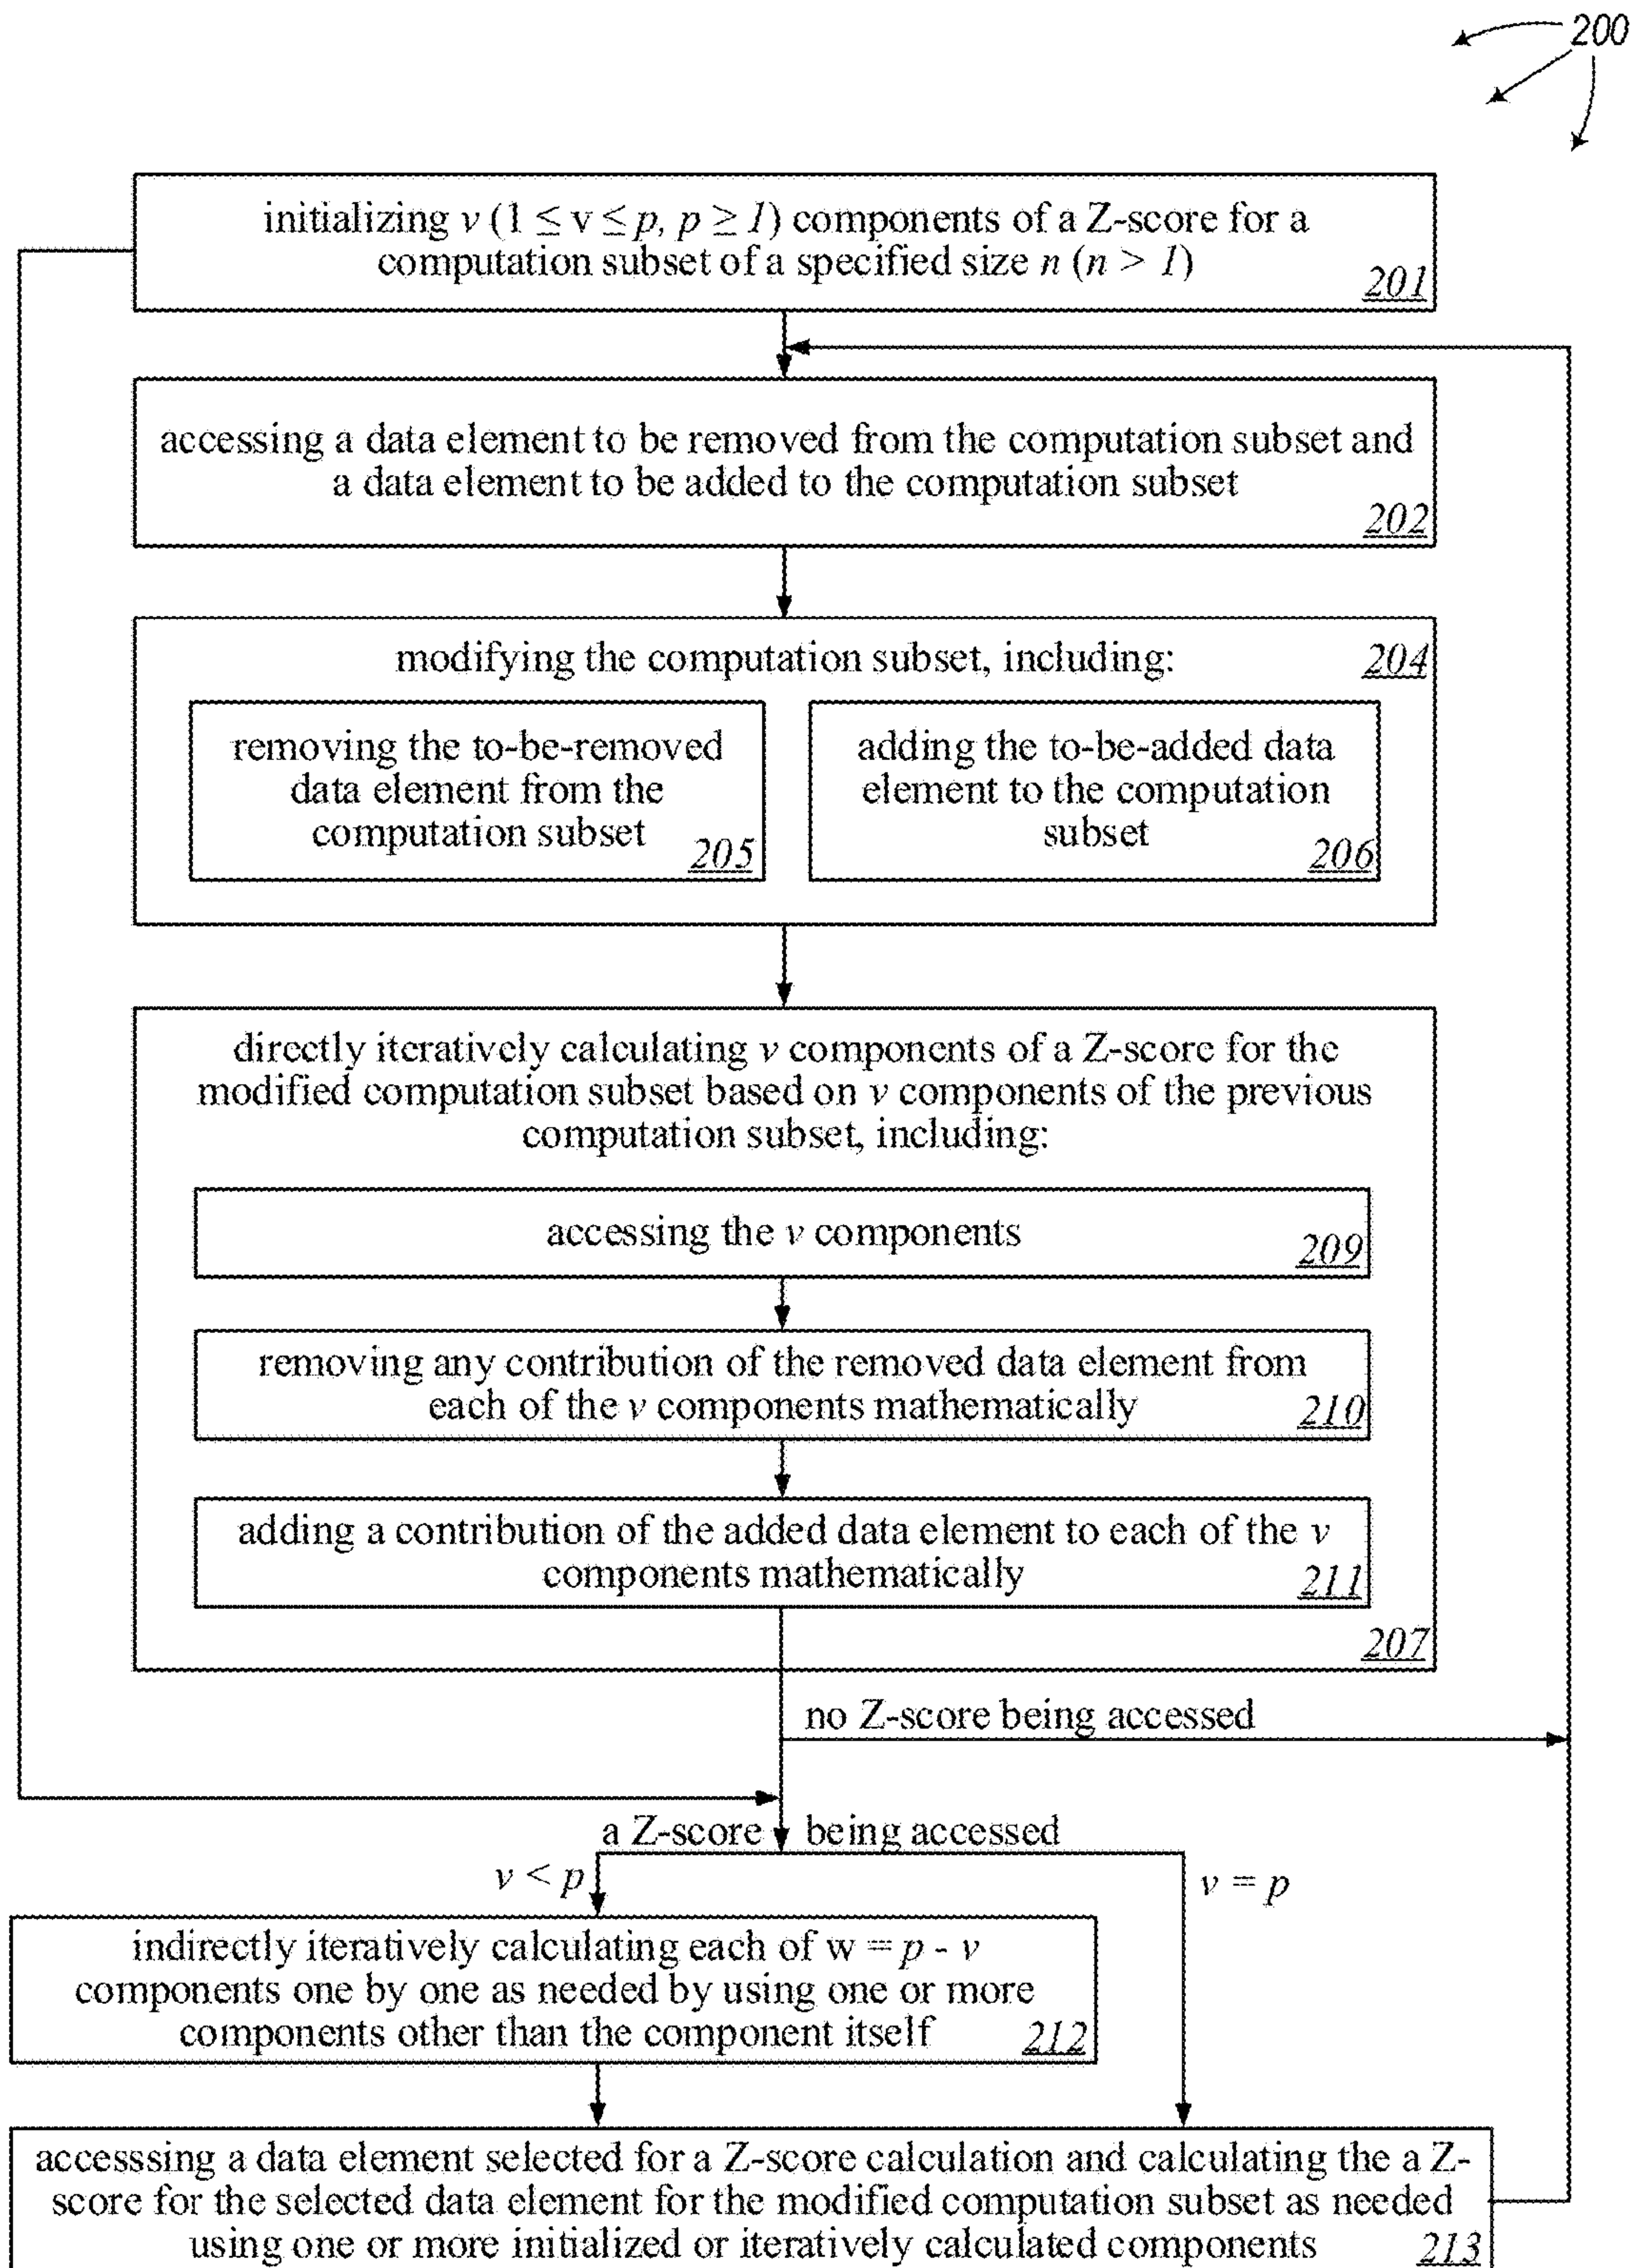 200
initializing v (1 ≤ v ≤ p, p ≥ 1) components of a Z-score for a
computation subset of a specified size n (n > 1)
201
accessing a data element to be removed from the computation subset and
a data element to be added to the computation subset
202
modifying the computation subset, including:
204
removing the to-be-removed
data element from the
computation subset
205
adding the to-be-added data
element to the computation
subset
206
directly iteratively calculating v components of a Z-score for the
modified computation subset based on v components of the previous
computation subset, including:
accessing the v components
209
removing any contribution of the removed data element from
each of the v components mathematically
210
adding a contribution of the added data element to each of the v
components mathematically
211
207
no Z-score being accessed
a Z-score being accessed
v < p
v = p
indirectly iteratively calculating each of w = p - v
components one by one as needed by using one or more
components other than the component itself
212
accesssing a data element selected for a Z-score calculation and calculating the a Z-
score for the selected data element for the modified computation subset as needed
using one or more initialized or iteratively calculated components
213